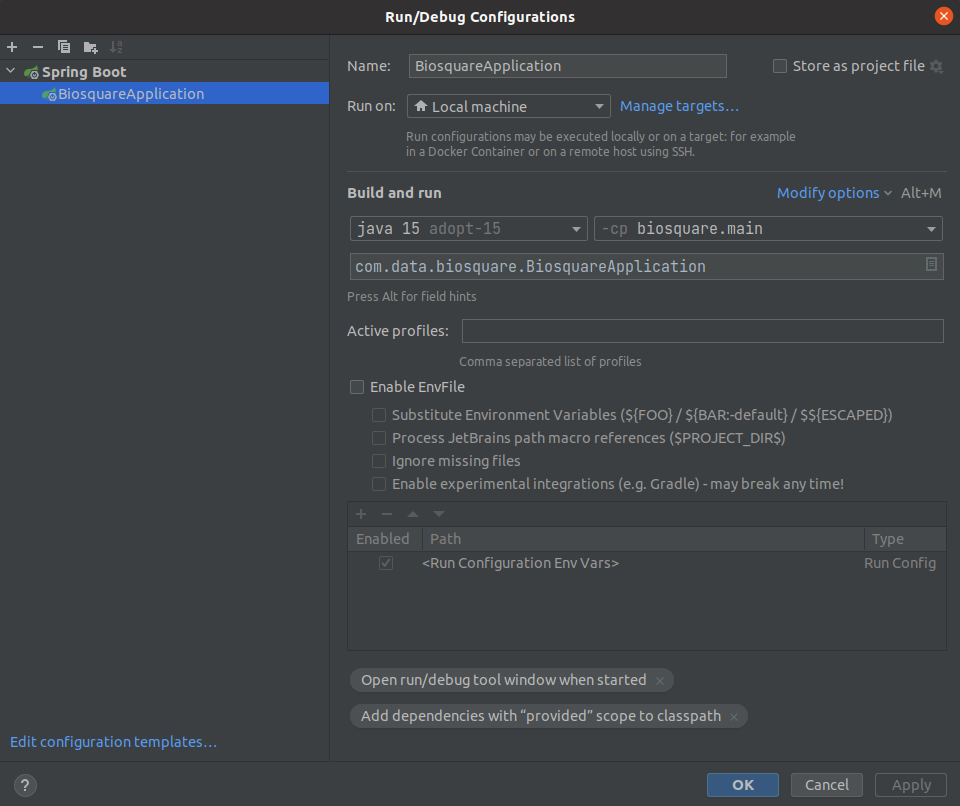 Run/Debug Configurations
Spring Boot
BiosquareApplication
Edit configuration templates…
Name: BiosquareApplication Store as project file
Run on: Local machine Manage targets…
Run configurations may be executed locally or on a target: for example
in a Docker Container or on a remote host using SSH.
Build and run Modify options Alt+M
java 15 adopt-15 -cp biosquare.main
com.data.biosquare.BiosquareApplication
Press Alt for field hints
Active profiles:
Comma separated list of profiles
Enable EnvFile
Substitute Environment Variables (${FOO} / ${BAR:-default} / $${ESCAPED})
Process JetBrains path macro references ($PROJECT_DIR$)
Ignore missing files
Enable experimental integrations (e.g. Gradle) - may break any time!
Enabled Path Type
<Run Configuration Env Vars> Run Config
Open run/debug tool window when started ×
Add dependencies with “provided” scope to classpath ×
? OK Cancel Apply